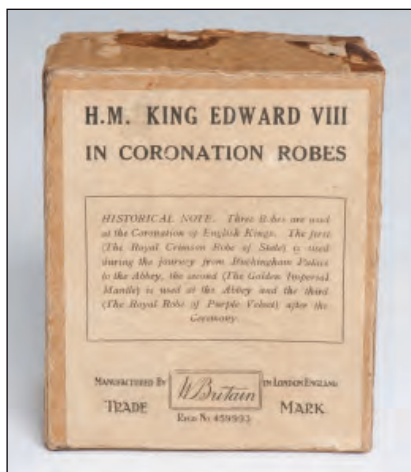 H.M. KING EDWARD VIII
IN CORONATION ROBES
HISTORICAL NOTE. Three Robes are used
at the Coronation of English Kings. The first
(The Royal Crimson Robe of State) is used
during the journey from Buckingham Palace
to the Abbey, the second (The Golden Imperial
Mantle) is used at the Abbey and the third
(The Royal Robe of Purple Velvet) after the
Ceremony
MANUFACTURED BY W. Britain IN LONDON ENGLAND
TRADE MARK
REGD NO 459993